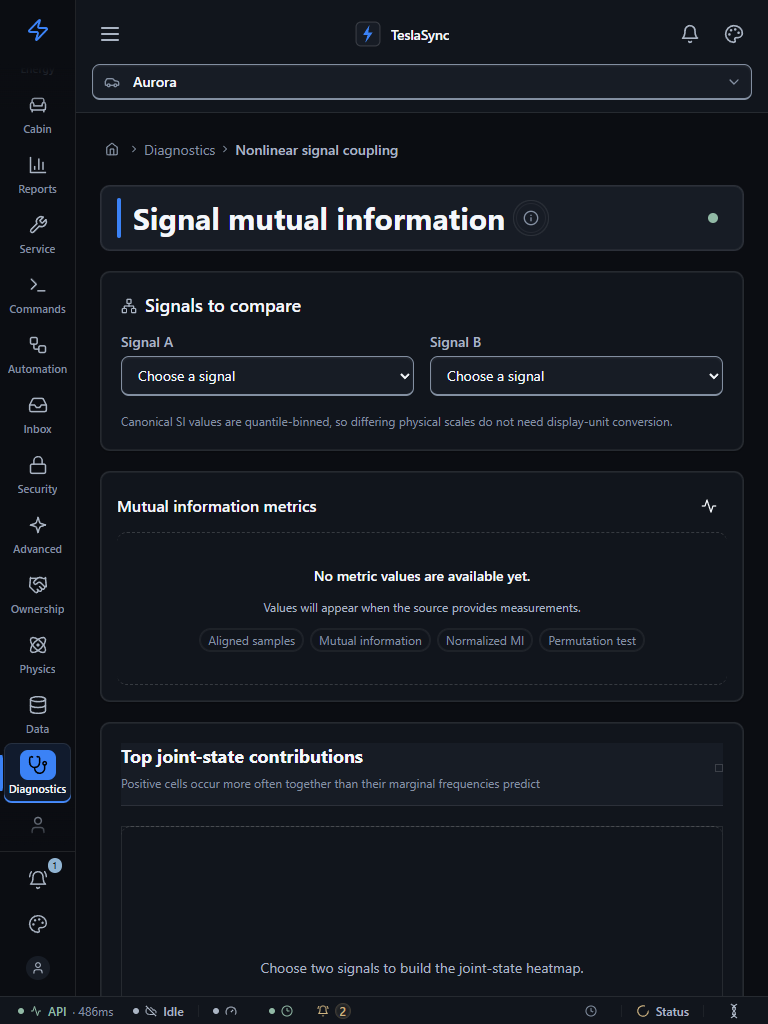 TeslaSync
Aurora
Energy
Cabin
Reports
Service
Commands
Automation
Inbox
Security
Advanced
Ownership
Physics
Data
Diagnostics
1
Diagnostics
Nonlinear signal coupling
Signal mutual information
Signals to compare
Signal A
Signal B
Choose a signal
Choose a signal
Canonical SI values are quantile-binned, so differing physical scales do not need display-unit conversion.
Mutual information metrics
No metric values are available yet.
Values will appear when the source provides measurements.
Aligned samples
Mutual information
Normalized MI
Permutation test
Top joint-state contributions
Positive cells occur more often together than their marginal frequencies predict
Choose two signals to build the joint-state heatmap.
API · 486ms
Idle
2
Status